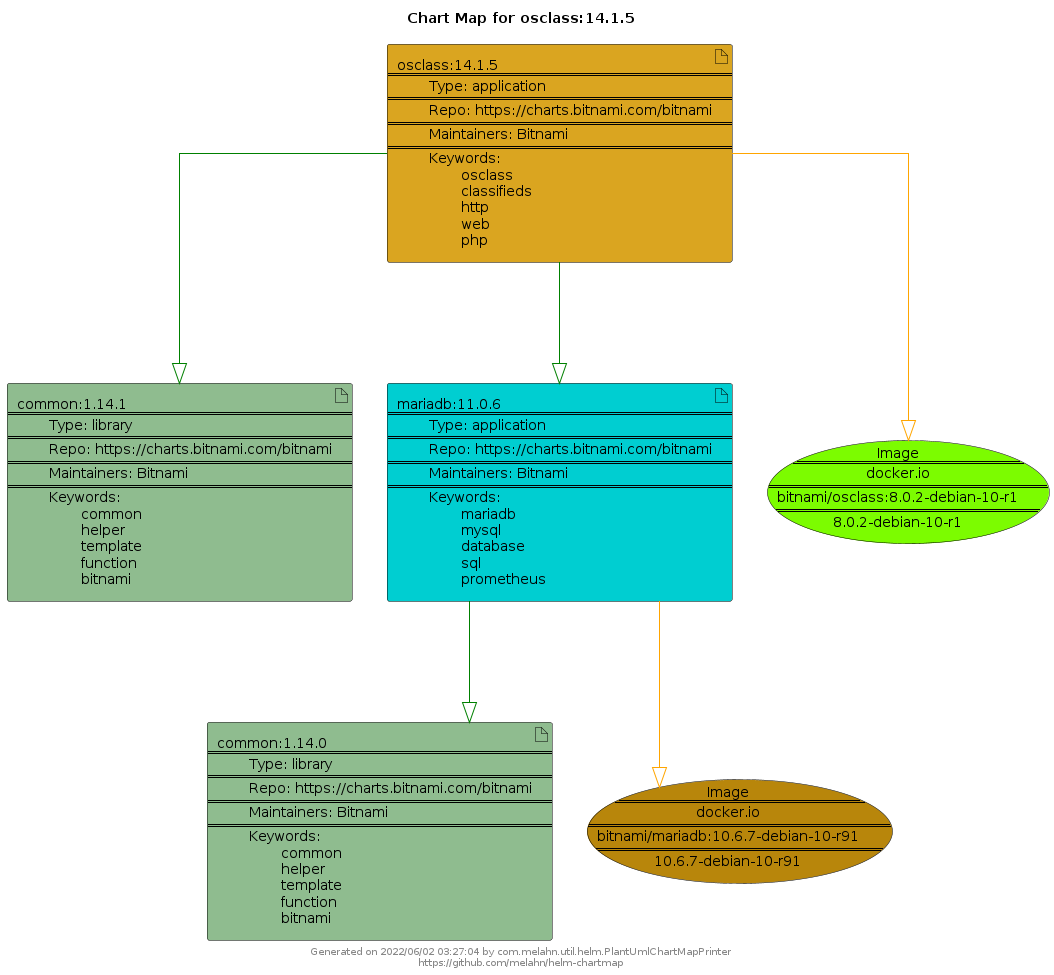 Chart Map for osclass:14.1.5
osclass:14.1.5
Type: application
Repo: https://charts.bitnami.com/bitnami
Maintainers: Bitnami
Keywords:
osclass
classifieds
http
web
php
common:1.14.1
Type: library
Repo: https://charts.bitnami.com/bitnami
Maintainers: Bitnami
Keywords:
common
helper
template
function
bitnami
mariadb:11.0.6
Type: application
Repo: https://charts.bitnami.com/bitnami
Maintainers: Bitnami
Keywords:
mariadb
mysql
database
sql
prometheus
Image
docker.io
bitnami/osclass:8.0.2-debian-10-r1
8.0.2-debian-10-r1
common:1.14.0
Type: library
Repo: https://charts.bitnami.com/bitnami
Maintainers: Bitnami
Keywords:
common
helper
template
function
bitnami
Image
docker.io
bitnami/mariadb:10.6.7-debian-10-r91
10.6.7-debian-10-r91
Generated on 2022/06/02 03:27:04 by com.melahn.util.helm.PlantUmlChartMapPrinter
https://github.com/melahn/helm-chartmap